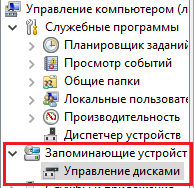 Управление компьютером (л
Служебные программы
Планировщик заданий
Просмотр событий
Общие папки
Локальные пользовате
Производительность
Диспетчер устройств
Запоминающие устройст
Управление дисками